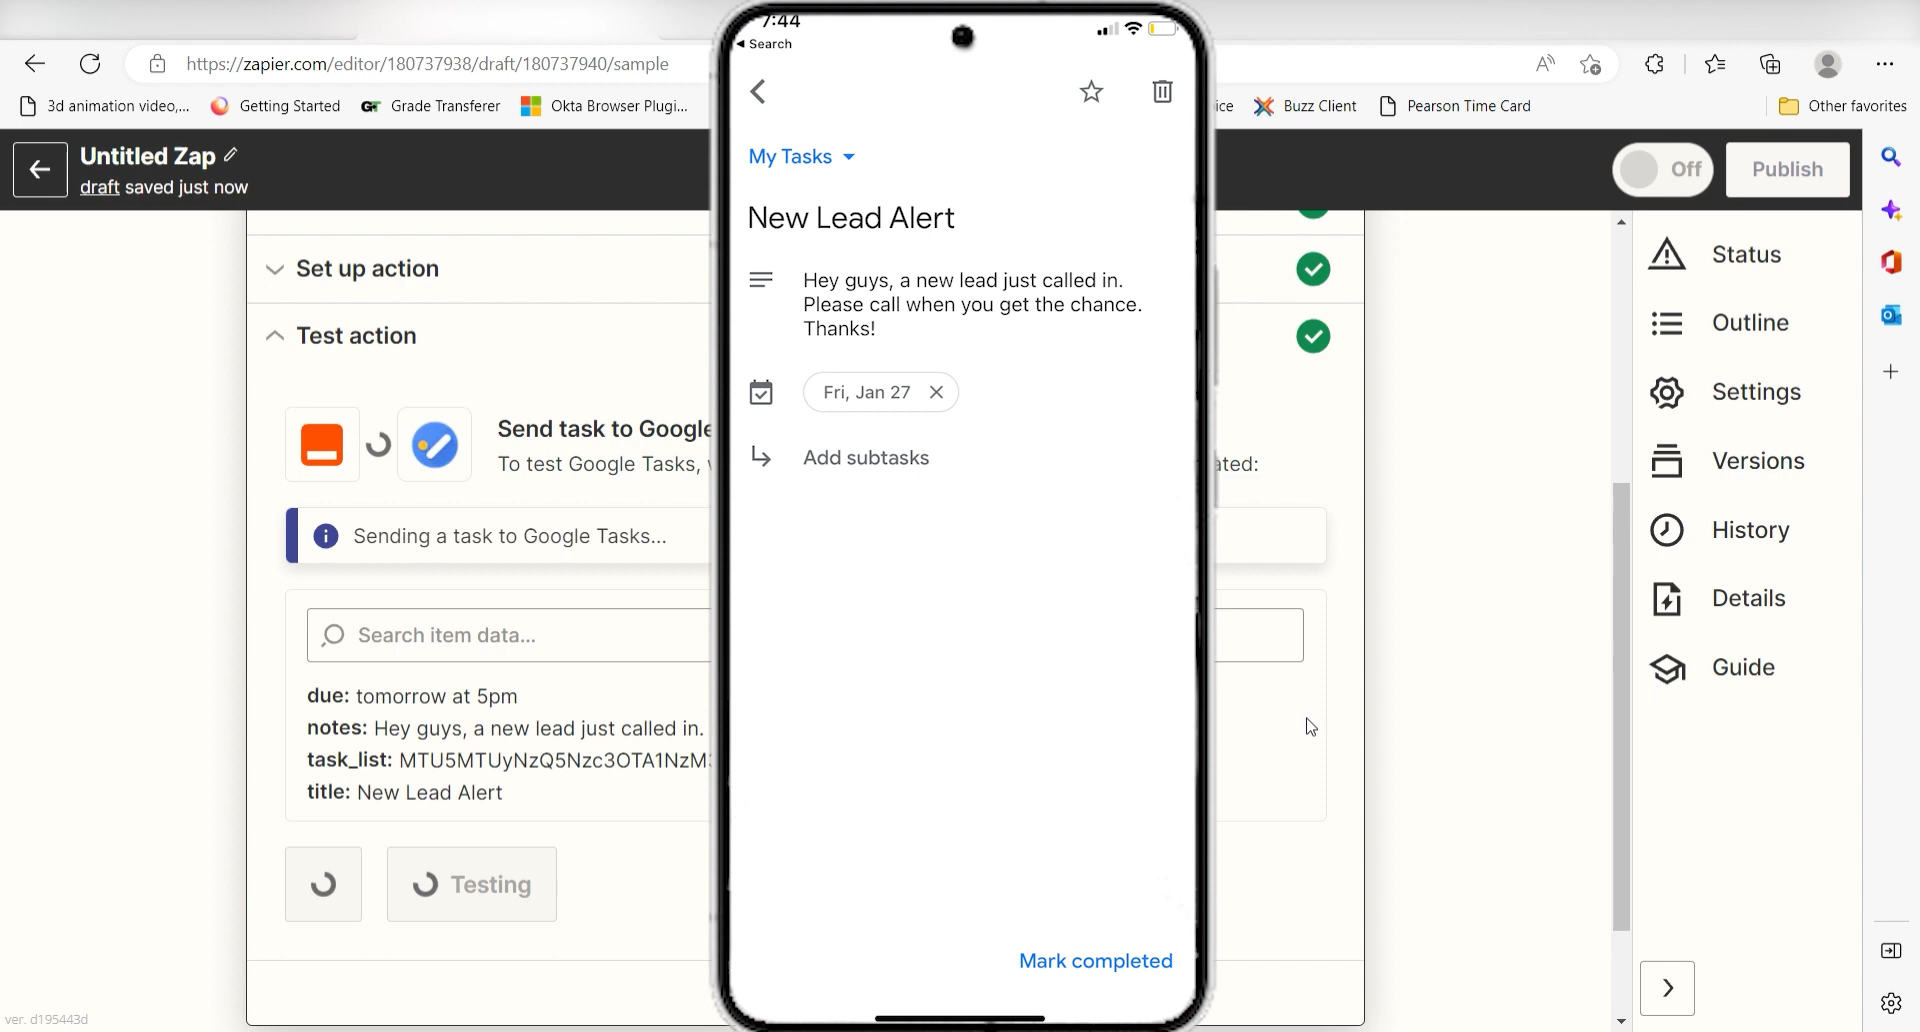 7:44
Search
https://zapier.com/editor/180737938/draft/180737940/sample
3d animation video,...
Getting Started
GT
Grade Transferer
Okta Browser Plugi...
ice
Buzz Client
Pearson Time Card
Other favorites
Untitled Zap
draft saved just now
Off
Publish
My Tasks
New Lead Alert
Hey guys, a new lead just called in.
Please call when you get the chance.
Thanks!
Fri, Jan 27
Add subtasks
Mark completed
Set up action
Test action
Send task to Google
To test Google Tasks,
ated:
Sending a task to Google Tasks...
Search item data...
due: tomorrow at 5pm
notes: Hey guys, a new lead just called in.
task_list: MTU5MTUyNzQ5Nzc3OTA1NzM
title: New Lead Alert
Testing
Status
Outline
Settings
Versions
History
Details
Guide
ver. d195443d